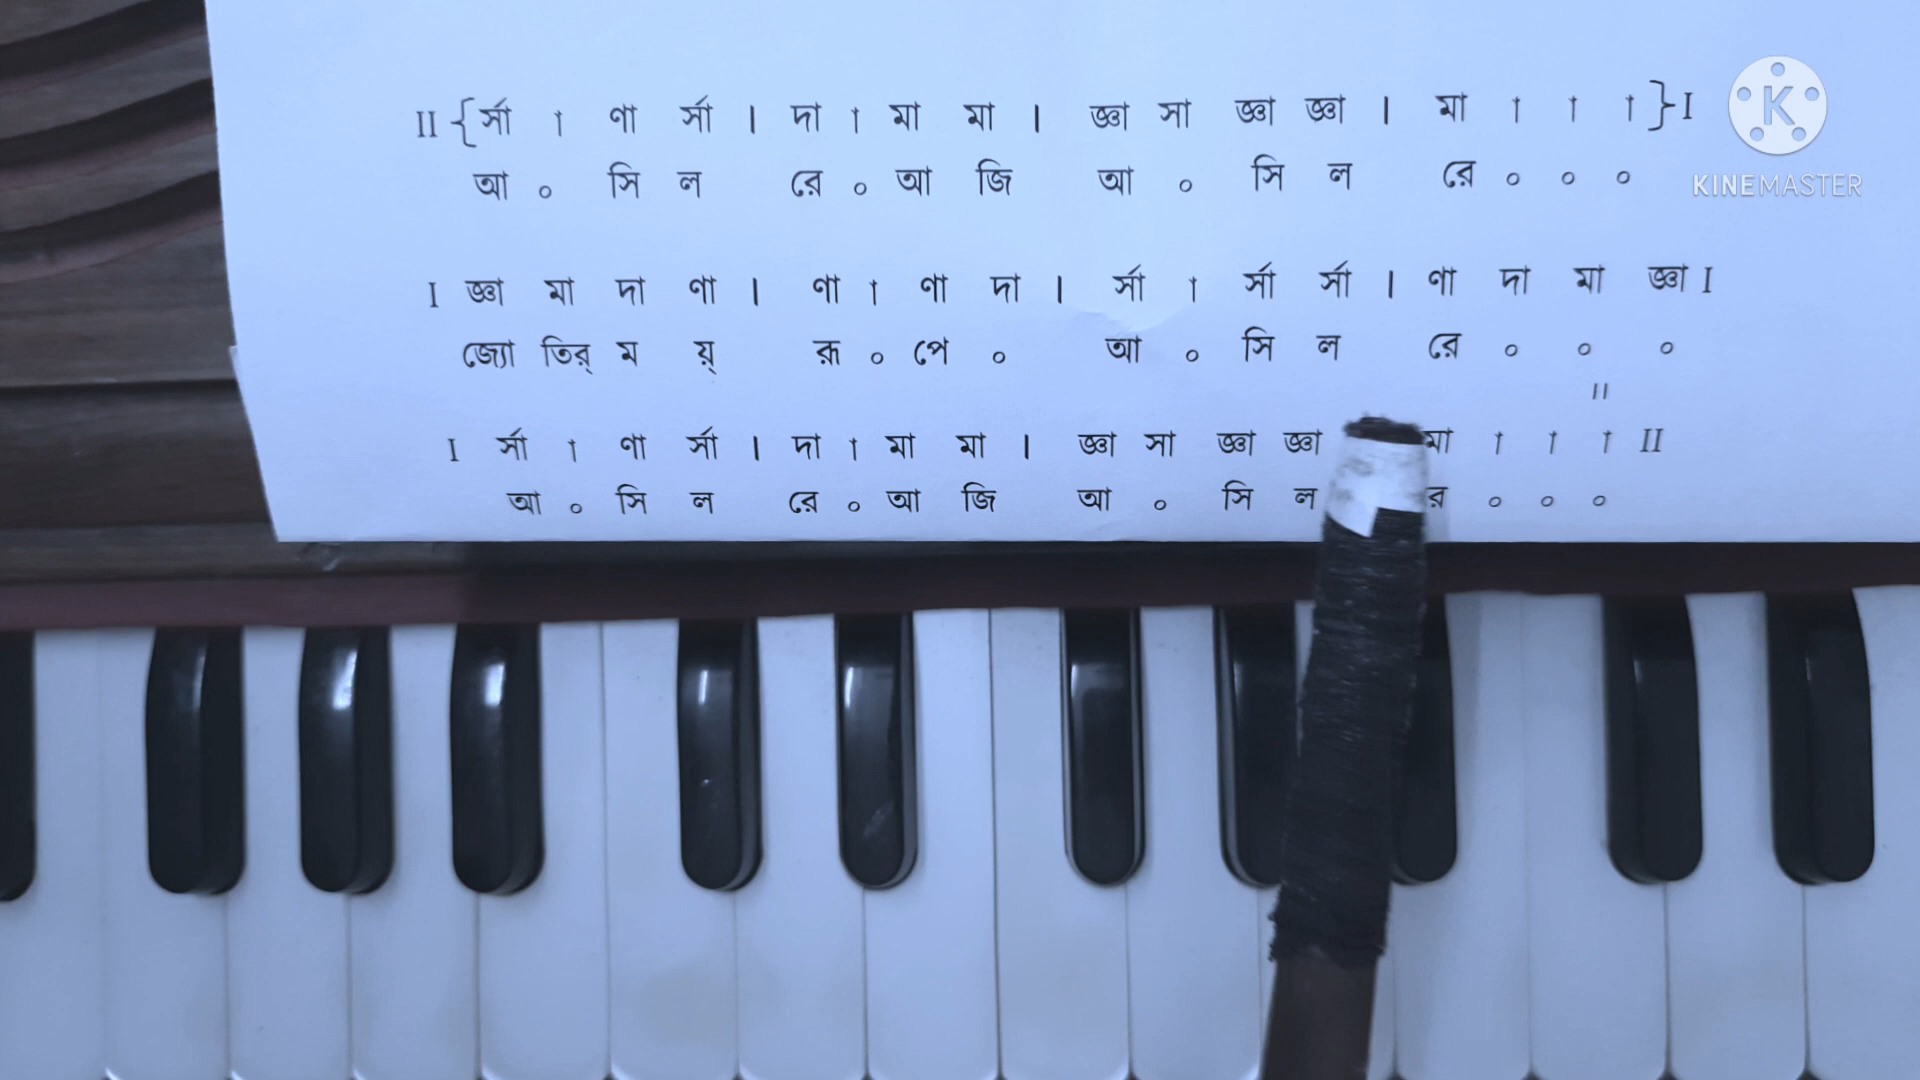 II {র্সা া ণা র্সা । দা া মা মা । জ্ঞা সা জ্ঞা জ্ঞা । মা া া া } I
আ ০ সি ল রে ০ আ জি আ ০ সি ল রে ০ ০ ০
KINEMASTER
I জ্ঞা মা দা ণা । ণা া ণা দা । র্সা া র্সা র্সা । ণা দা মা জ্ঞা I
জ্যো তির্ ম য়্ রূ ০ পে ০ আ ০ সি ল রে ০ ০ ০
II
I র্সা া ণা র্সা । দা া মা মা । জ্ঞা সা জ্ঞা জ্ঞা মা া া া II
আ ০ সি ল রে ০ আ জি আ ০ সি ল ০ ০ ০